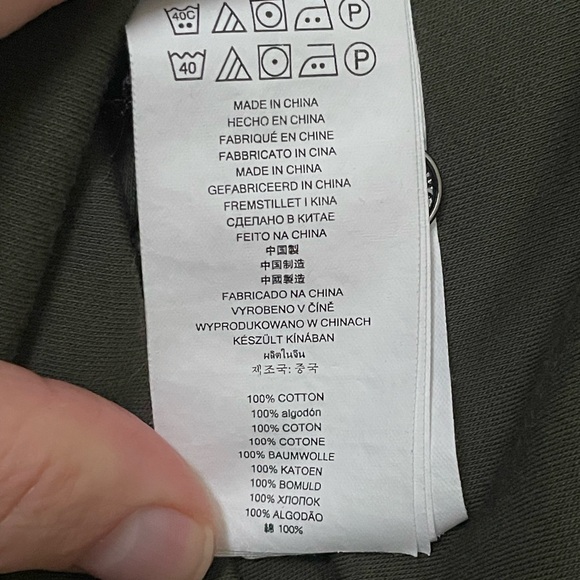 40C P
40 P
MADE IN CHINA
HECHO EN CHINA
FABRIQUÉ EN CHINE
FABBRICATO IN CINA
MADE IN CHINA
GEFABRICEERD IN CHINA
FREMSTILLET I KINA
СДЕЛАНО В КИТАЕ
FEITO NA CHINA
中国製
中国制造
中國製造
FABRICADO NA CHINA
VYROBENO V ČÍNĚ
WYPRODUKOWANO W CHINACH
KÉSZÜLT KÍNÁBAN
ผลิตในจีน
제조국: 중국
100% COTTON
100% algodón
100% COTON
100% COTONE
100% BAUMWOLLE
100% KATOEN
100% BOMULD
100% ХЛОПОК
100% ALGODÃO
綿 100%